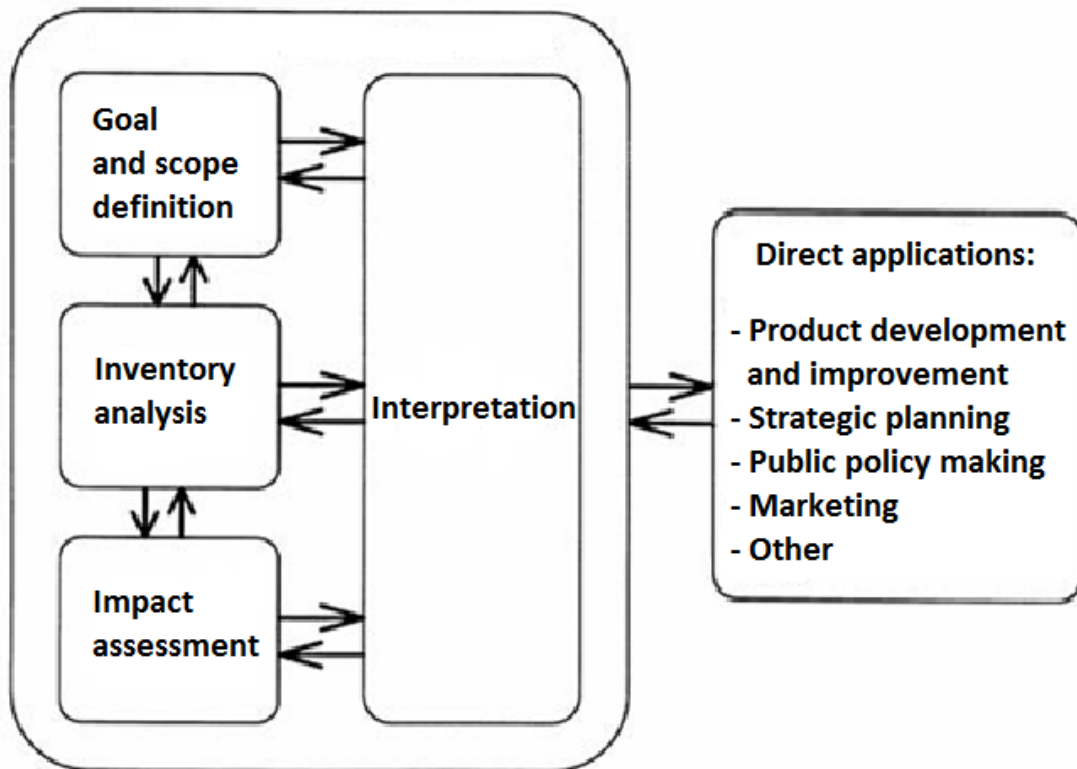 Goal
and scope
definition
Inventory
analysis
Impact
assessment
Interpretation
Direct applications:
- Product development
and improvement
- Strategic planning
- Public policy making
- Marketing
- Other